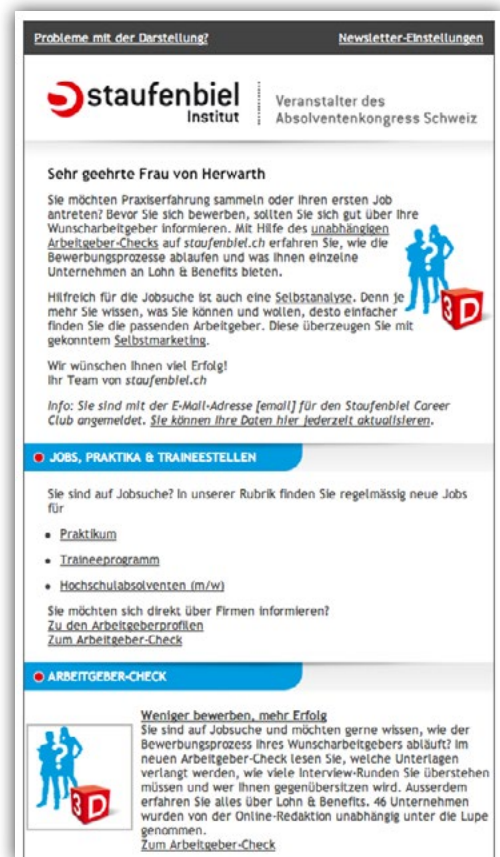 Probleme mit der Darstellung? Newsletter-Einstellungen
staufenbiel
Institut
Veranstalter des
Absolventenkongress Schweiz
Sehr geehrte Frau von Herwarth
Sie möchten Praxiserfahrung sammeln oder Ihren ersten Job
antreten? Bevor Sie sich bewerben, sollten Sie sich gut über Ihre
Wunscharbeitgeber informieren. Mit Hilfe des unabhängigen
Arbeitgeber-Checks auf staufenbiel.ch erfahren Sie, wie die
Bewerbungsprozesse ablaufen und was Ihnen einzelne
Unternehmen an Lohn & Benefits bieten.
Hilfreich für die Jobsuche ist auch eine Selbstanalyse. Denn je
mehr Sie wissen, was Sie können und wollen, desto einfacher
finden Sie die passenden Arbeitgeber. Diese überzeugen Sie mit
gekonntem Selbstmarketing.
?
3D
Wir wünschen Ihnen viel Erfolg!
Ihr Team von staufenbiel.ch
Info: Sie sind mit der E-Mail-Adresse [email] für den Staufenbiel Career
Club angemeldet. Sie können Ihre Daten hier jederzeit aktualisieren.
JOBS, PRAKTIKA & TRAINEESTELLEN
Sie sind auf Jobsuche? In unserer Rubrik finden Sie regelmässig neue Jobs
für
Praktikum
Traineeprogramm
Hochschulabsolventen (m/w)
Sie möchten sich direkt über Firmen informieren?
Zu den Arbeitgeberprofilen
Zum Arbeitgeber-Check
ARBEITGEBER-CHECK
?
3D
Weniger bewerben, mehr Erfolg
Sie sind auf Jobsuche und möchten gerne wissen, wie der
Bewerbungsprozess Ihres Wunscharbeitgebers abläuft? Im
neuen Arbeitgeber-Check lesen Sie, welche Unterlagen
verlangt werden, wie viele Interview-Runden Sie überstehen
müssen und wer Ihnen gegenübersitzen wird. Ausserdem
erfahren Sie alles über Lohn & Benefits. 46 Unternehmen
wurden von der Online-Redaktion unabhängig unter die Lupe
genommen.
Zum Arbeitgeber-Check